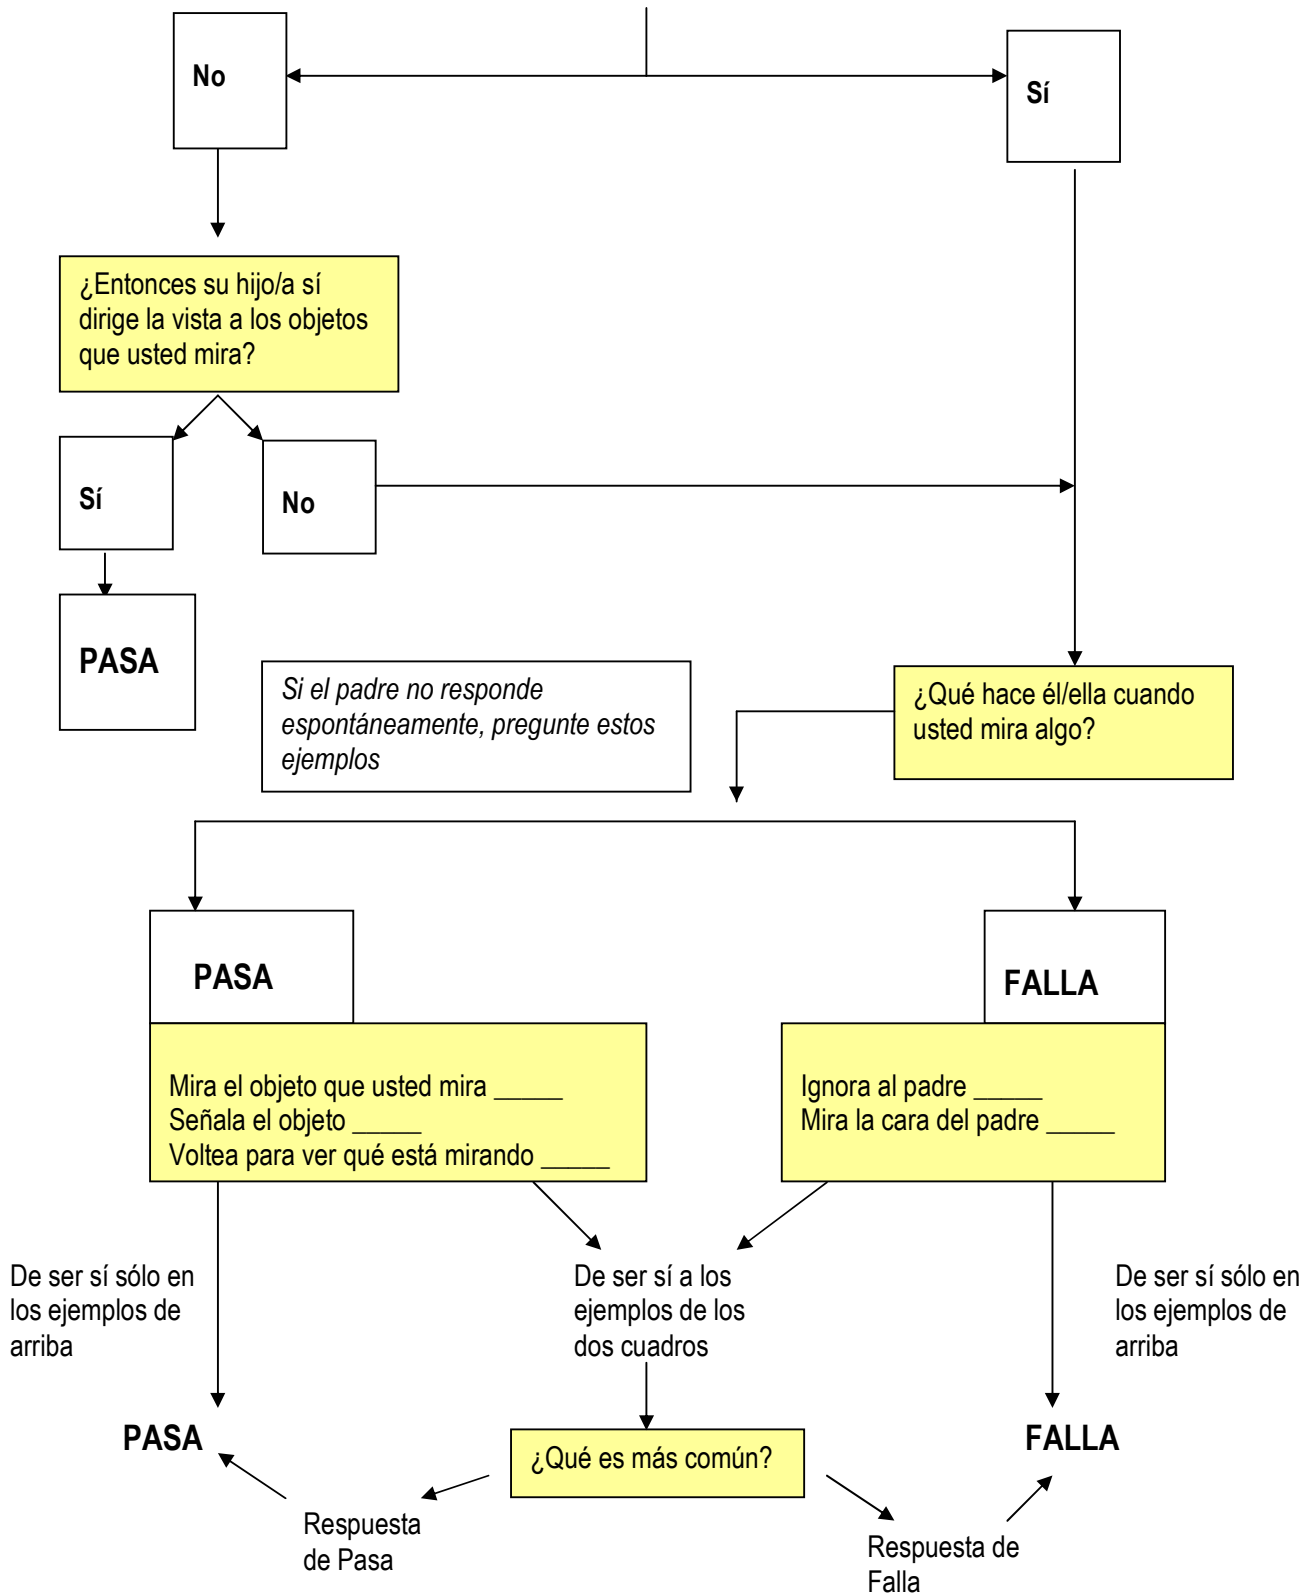 No
Sí
¿Entonces su hijo/a sí
dirige la vista a los objetos
que usted mira?
Sí
No
PASA
Si el padre no responde
espontáneamente, pregunte estos
ejemplos
¿Qué hace él/ella cuando
usted mira algo?
PASA
FALLA
Mira el objeto que usted mira _____
Señala el objeto _____
Voltea para ver qué está mirando _____
Ignora al padre _____
Mira la cara del padre _____
De ser sí sólo en
los ejemplos de
arriba
De ser sí a los
ejemplos de los
dos cuadros
De ser sí sólo en
los ejemplos de
arriba
PASA
¿Qué es más común?
FALLA
Respuesta
de Pasa
Respuesta de
Falla